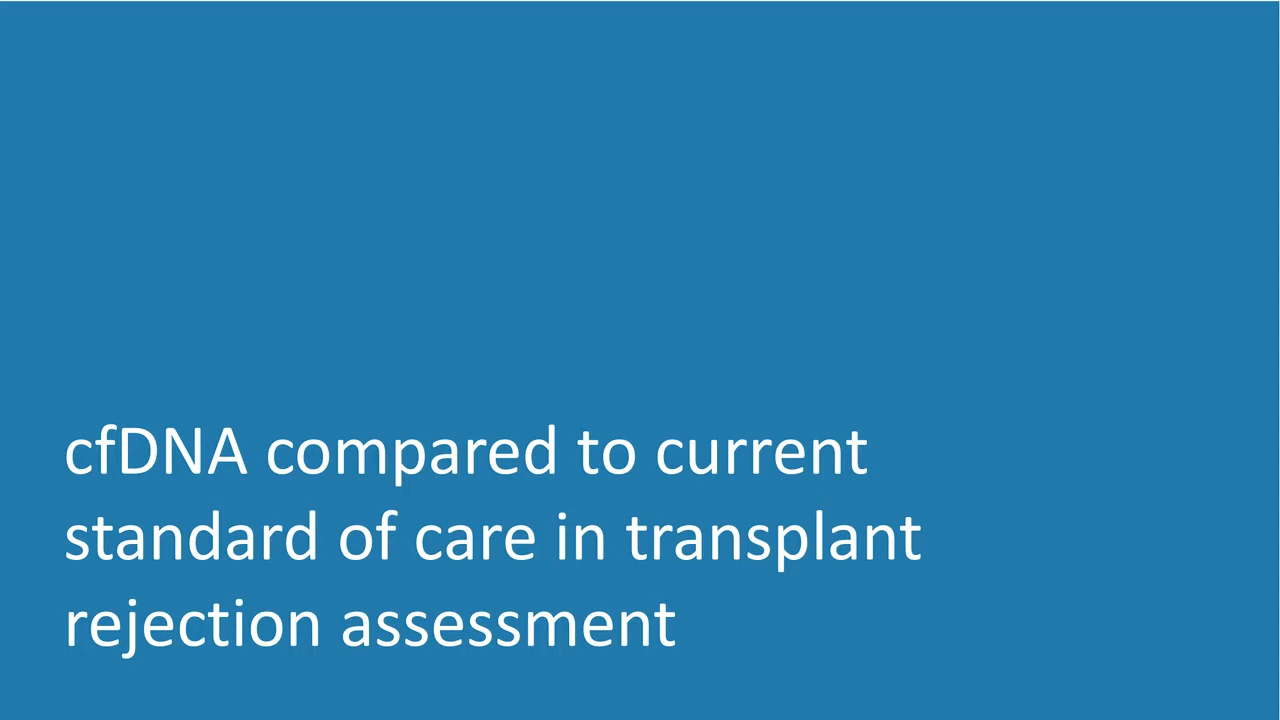 cfDNA compared to current
standard of care in transplant
rejection assessment